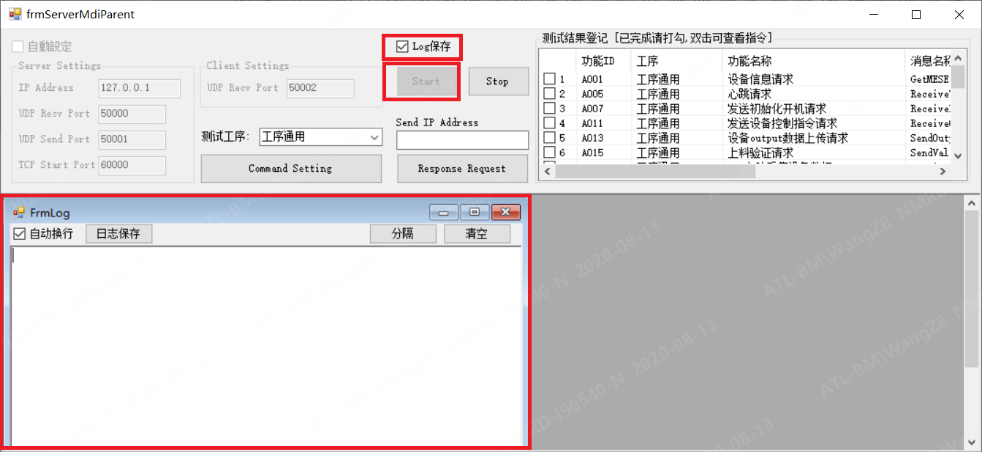 frmServerMdiParent
自動設定
Log保存
Server Settings
IP Address 127.0.0.1
UDP Recv Port 50000
UDP Send Port 50001
TCP Start Port 60000
Client Settings
UDP Recv Port 50002
Start
Stop
测试工序: 工序通用
Send IP Address
Command Setting
Response Request
测试结果登记 [已完成请打勾,双击可查看指令]
功能ID 工序 功能名称 消息名称
1 A001 工序通用 设备信息请求 GetMESE
2 A005 工序通用 心跳请求 Receive
3 A007 工序通用 发送初始化开机请求 Receive
4 A011 工序通用 发送设备控制指令请求 Receive
5 A013 工序通用 设备output数据上传请求 SendOut
6 A015 工序通用 上料验证请求 SendVal
FrmLog
自动换行
日志保存
分隔
清空
ATL-BM\WangZ8
2020-08-13
RD-J96540-N 2020-08-13
ATL-BM\WangZ8